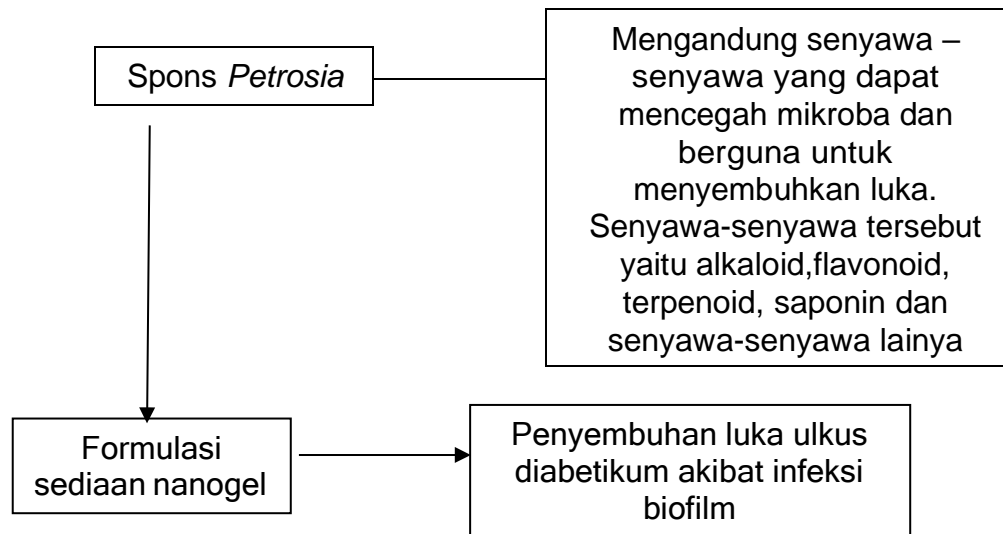 Spons Petrosia
Mengandung senyawa –
senyawa yang dapat
mencegah mikroba dan
berguna untuk
menyembuhkan luka.
Senyawa-senyawa tersebut
yaitu alkaloid,flavonoid,
terpenoid, saponin dan
senyawa-senyawa lainya
Formulasi
sediaan nanogel
Penyembuhan luka ulkus
diabetikum akibat infeksi
biofilm